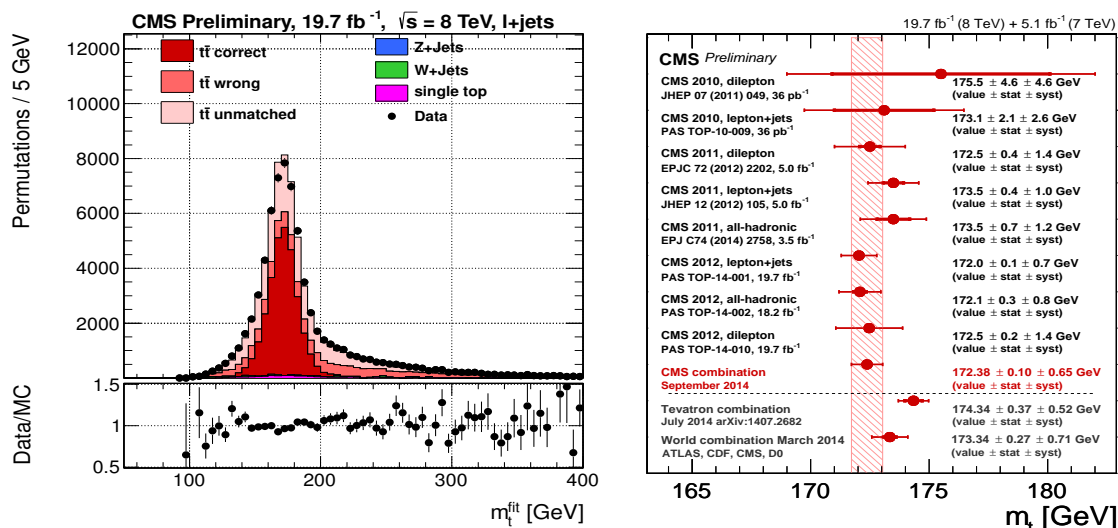 CMS Preliminary, 19.7 fb⁻¹, √s = 8 TeV, l+jets
Permutations / 5 GeV
12000
10000
8000
6000
4000
2000
tt̄ correct
tt̄ wrong
tt̄ unmatched
Z+Jets
W+Jets
single top
Data
Data/MC
1.5
1
0.5
100
200
300
400
m_t^fit [GeV]
19.7 fb⁻¹ (8 TeV) + 5.1 fb⁻¹ (7 TeV)
CMS Preliminary
CMS 2010, dilepton
JHEP 07 (2011) 049, 36 pb⁻¹
175.5 ± 4.6 ± 4.6 GeV
(value ± stat ± syst)
CMS 2010, lepton+jets
PAS TOP-10-009, 36 pb⁻¹
173.1 ± 2.1 ± 2.6 GeV
(value ± stat ± syst)
CMS 2011, dilepton
EPJC 72 (2012) 2202, 5.0 fb⁻¹
172.5 ± 0.4 ± 1.4 GeV
(value ± stat ± syst)
CMS 2011, lepton+jets
JHEP 12 (2012) 105, 5.0 fb⁻¹
173.5 ± 0.4 ± 1.0 GeV
(value ± stat ± syst)
CMS 2011, all-hadronic
EPJ C74 (2014) 2758, 3.5 fb⁻¹
173.5 ± 0.7 ± 1.2 GeV
(value ± stat ± syst)
CMS 2012, lepton+jets
PAS TOP-14-001, 19.7 fb⁻¹
172.0 ± 0.1 ± 0.7 GeV
(value ± stat ± syst)
CMS 2012, all-hadronic
PAS TOP-14-002, 18.2 fb⁻¹
172.1 ± 0.3 ± 0.8 GeV
(value ± stat ± syst)
CMS 2012, dilepton
PAS TOP-14-010, 19.7 fb⁻¹
172.5 ± 0.2 ± 1.4 GeV
(value ± stat ± syst)
CMS combination
September 2014
172.38 ± 0.10 ± 0.65 GeV
(value ± stat ± syst)
Tevatron combination
July 2014 arXiv:1407.2682
174.34 ± 0.37 ± 0.52 GeV
(value ± stat ± syst)
World combination March 2014
ATLAS, CDF, CMS, D0
173.34 ± 0.27 ± 0.71 GeV
(value ± stat ± syst)
165
170
175
180
m_t [GeV]